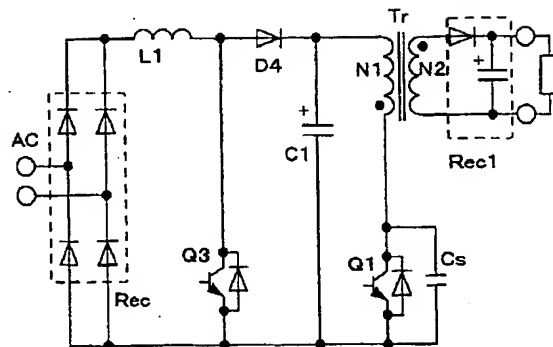 Tr
L1
D4
N1
N2
+
AC
+
C1
Rec1
Q3
Q1
Cs
Rec